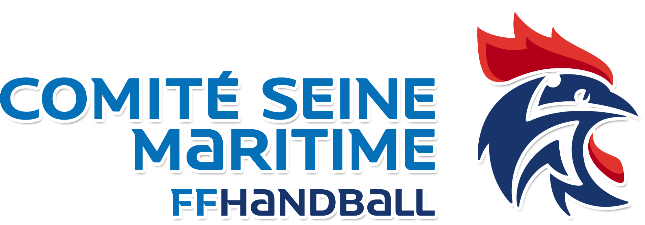 COMITÉ SEINE
MaRITIME
FFHaNDBaLL